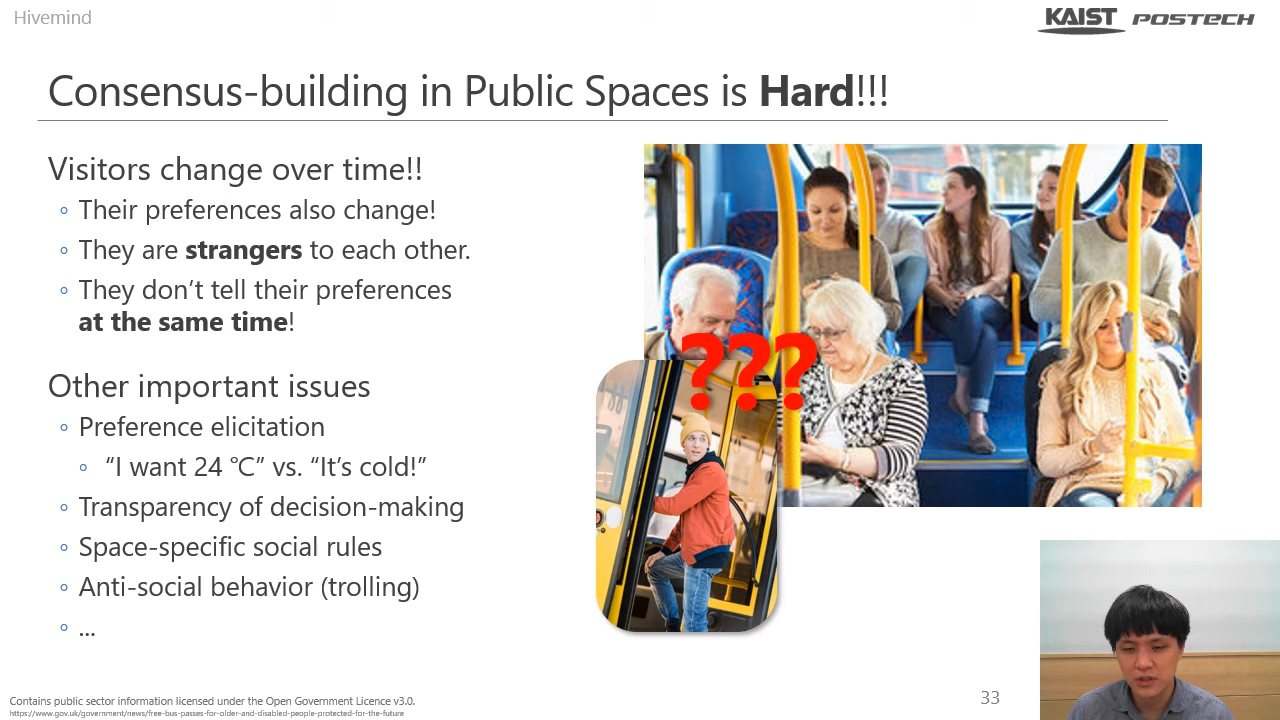 Hivemind
KAIST POSTECH
Consensus-building in Public Spaces is Hard!!!
Visitors change over time!!
◦ Their preferences also change!
◦ They are strangers to each other.
◦ They don’t tell their preferences
at the same time!
???
Other important issues
◦ Preference elicitation
◦ “I want 24 ℃” vs. “It’s cold!”
◦ Transparency of decision-making
◦ Space-specific social rules
◦ Anti-social behavior (trolling)
◦ ...
Contains public sector information licensed under the Open Government Licence v3.0.
https://www.gov.uk/government/news/free-bus-passes-for-older-and-disabled-people-protected-for-the-future
33